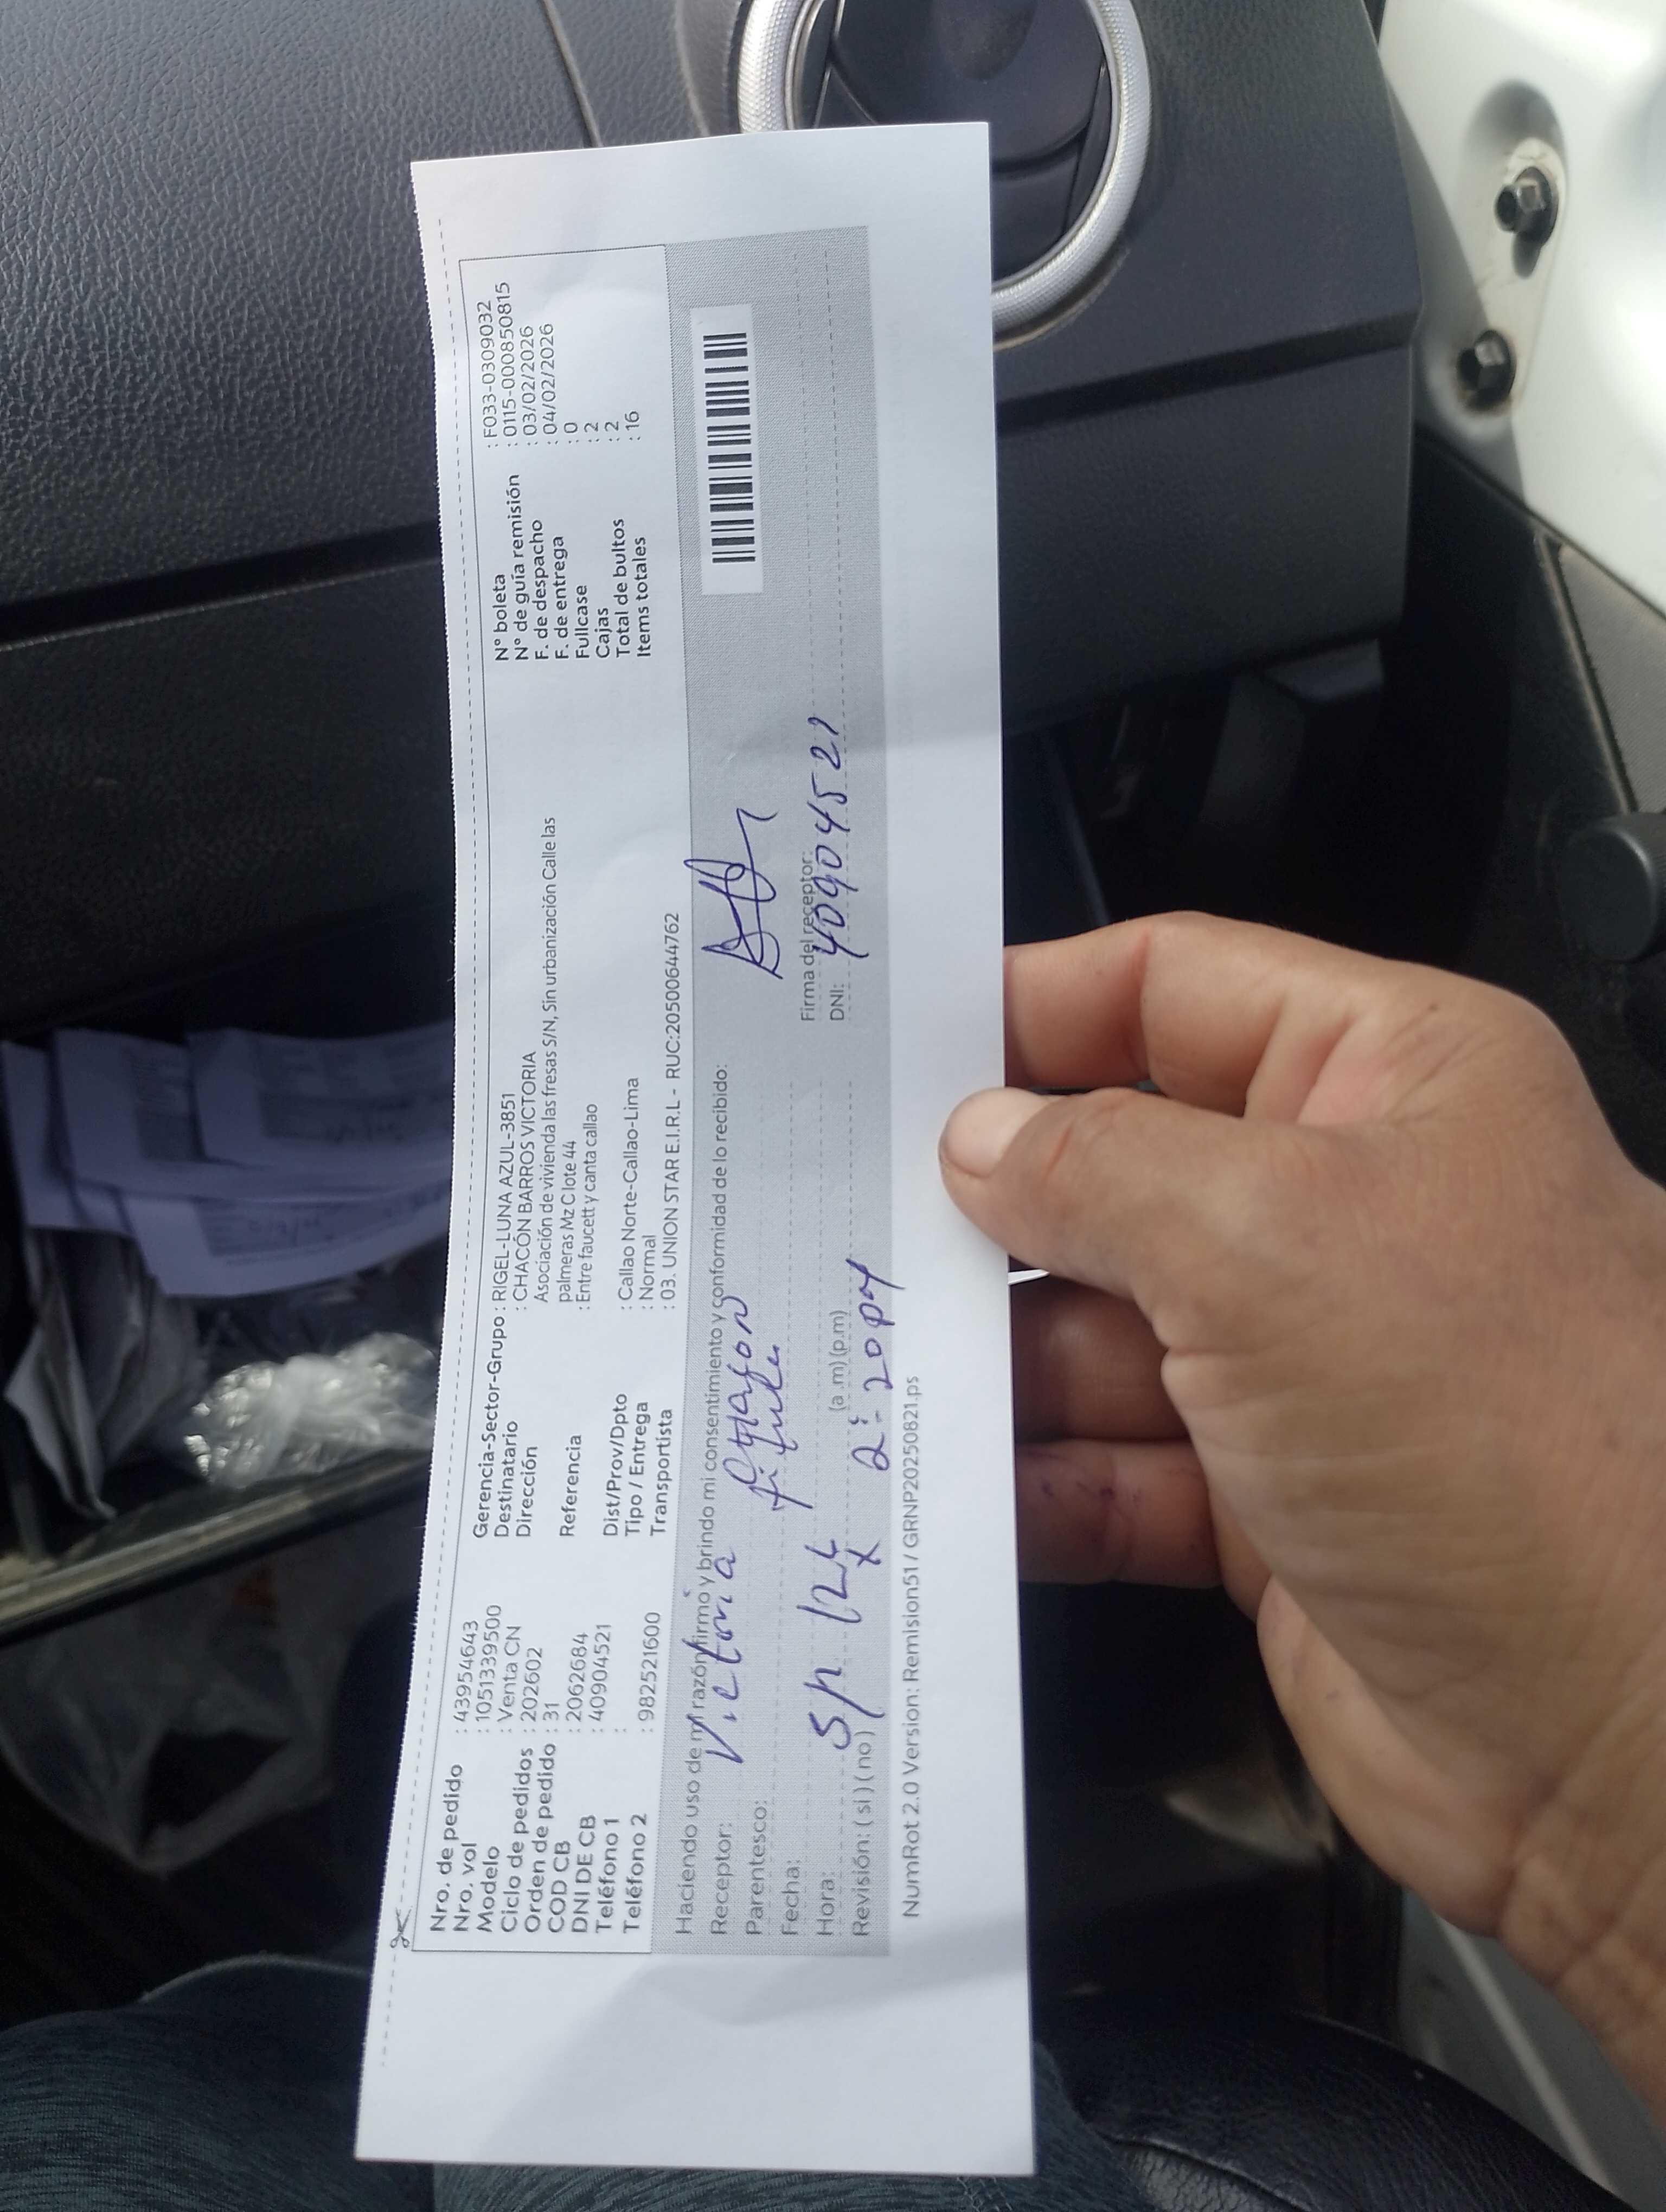 Nro. de pedido : 43954643
Nro. vol : 1051339500
Modelo : Venta CN
Ciclo de pedidos : 202602
Orden de pedido : 31
COD CB : 2062684
DNI DE CB : 40904521
Teléfono 1 :
Teléfono 2 : 982521600
Gerencia-Sector-Grupo : RIGEL-LUNA AZUL-3851
Destinatario : CHACÓN BARROS VICTORIA
Dirección Asociación de vivienda las fresas S/N, Sin urbanización Calle las
palmeras Mz C lote 44
Referencia : Entre faucett y canta callao
Dist/Prov/Dpto : Callao Norte-Callao-Lima
Tipo / Entrega : Normal
Transportista : 03. UNION STAR E.I.R.L - RUC:20500644762
N° boleta : F033-0309032
N° de guía remisión : 0115-0000850815
F. de despacho : 03/02/2026
F. de entrega : 04/02/2026
Fullcase : 0
Cajas : 2
Total de bultos : 2
Items totales : 16
Haciendo uso de mi razón firmo y brindo mi consentimiento y conformidad de lo recibido:
Receptor: Victoria
Parentesco:
Fecha:
Hora: (a .m) (p.m)
Revisión: ( si ) ( no ) X 2:20 pm
Firma del receptor:
DNI: 40904521
NumRot 2.0 Version: Remision51 / GRNP20250821.ps